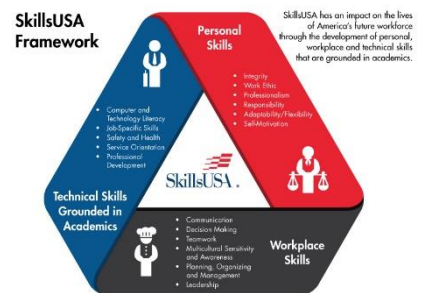 SkillsUSA
Framework
SkillsUSA has an impact on the lives
of America's future workforce
through the development of personal,
workplace and technical skills
that are grounded in academics.
Personal
Skills
• Integrity
• Work Ethic
• Professionalism
• Responsibility
• Adaptability/Flexibility
• Self-Motivation
• Computer and
Technology Literacy
• Job-Specific Skills
• Safety and Health
• Service Orientation
• Professional
Development
Technical Skills
Grounded in
Academics
SkillsUSA.
• Communication
• Decision Making
• Teamwork
• Multicultural Sensitivity
and Awareness
• Planning, Organizing
and Management
• Leadership
Workplace
Skills